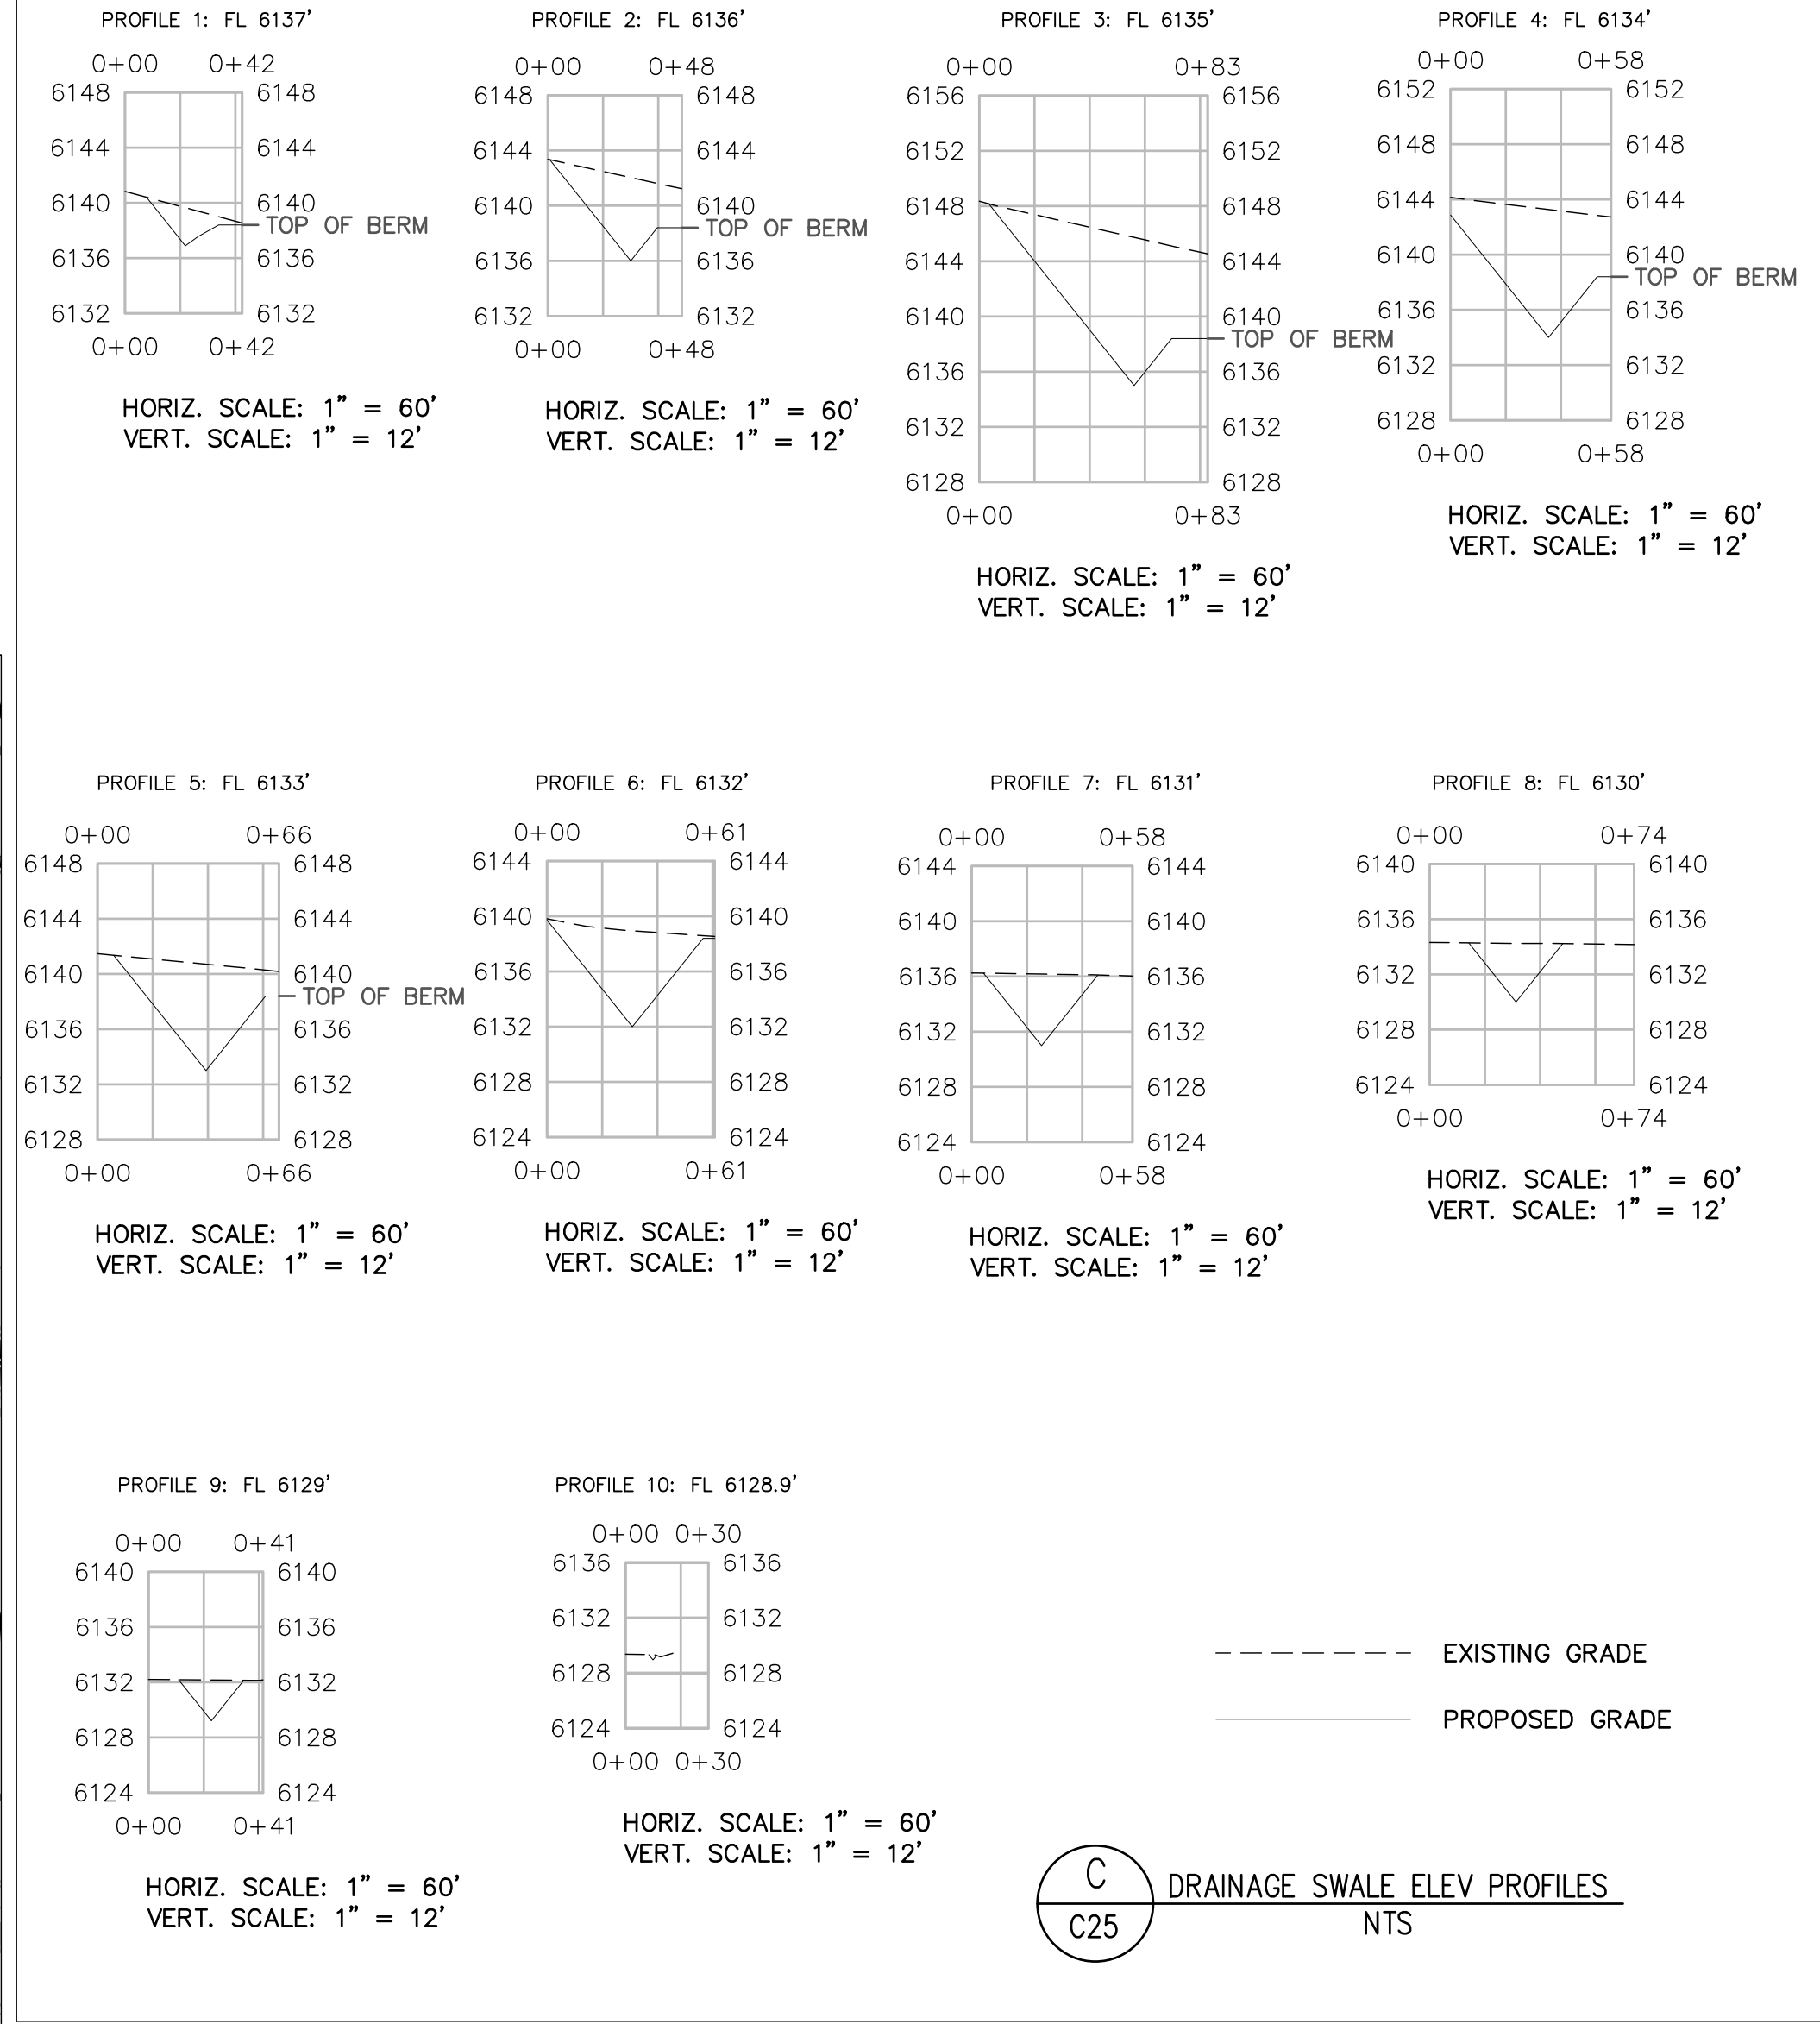 PROFILE 1: FL 6137'
0+00 0+42
6148 6148
6144 6144
6140 6140
TOP OF BERM
6136 6136
6132 6132
0+00 0+42
HORIZ. SCALE: 1" = 60'
VERT. SCALE: 1" = 12'
PROFILE 2: FL 6136'
0+00 0+48
6148 6148
6144 6144
6140 6140
TOP OF BERM
6136 6136
6132 6132
0+00 0+48
HORIZ. SCALE: 1" = 60'
VERT. SCALE: 1" = 12'
PROFILE 3: FL 6135'
0+00 0+83
6156 6156
6152 6152
6148 6148
6144 6144
6140 6140
TOP OF BERM
6136 6136
6132 6132
6128 6128
0+00 0+83
HORIZ. SCALE: 1" = 60'
VERT. SCALE: 1" = 12'
PROFILE 4: FL 6134'
0+00 0+58
6152 6152
6148 6148
6144 6144
6140 6140
TOP OF BERM
6136 6136
6132 6132
6128 6128
0+00 0+58
HORIZ. SCALE: 1" = 60'
VERT. SCALE: 1" = 12'
PROFILE 5: FL 6133'
0+00 0+66
6148 6148
6144 6144
6140 6140
TOP OF BERM
6136 6136
6132 6132
6128 6128
0+00 0+66
HORIZ. SCALE: 1" = 60'
VERT. SCALE: 1" = 12'
PROFILE 6: FL 6132'
0+00 0+61
6144 6144
6140 6140
6136 6136
6132 6132
6128 6128
6124 6124
0+00 0+61
HORIZ. SCALE: 1" = 60'
VERT. SCALE: 1" = 12'
PROFILE 7: FL 6131'
0+00 0+58
6144 6144
6140 6140
6136 6136
6132 6132
6128 6128
6124 6124
0+00 0+58
HORIZ. SCALE: 1" = 60'
VERT. SCALE: 1" = 12'
PROFILE 8: FL 6130'
0+00 0+74
6140 6140
6136 6136
6132 6132
6128 6128
6124 6124
0+00 0+74
HORIZ. SCALE: 1" = 60'
VERT. SCALE: 1" = 12'
PROFILE 9: FL 6129'
0+00 0+41
6140 6140
6136 6136
6132 6132
6128 6128
6124 6124
0+00 0+41
HORIZ. SCALE: 1" = 60'
VERT. SCALE: 1" = 12'
PROFILE 10: FL 6128.9'
0+00 0+30
6136 6136
6132 6132
6128 6128
6124 6124
0+00 0+30
HORIZ. SCALE: 1" = 60'
VERT. SCALE: 1" = 12'
EXISTING GRADE
PROPOSED GRADE
C
C25
DRAINAGE SWALE ELEV PROFILES
NTS